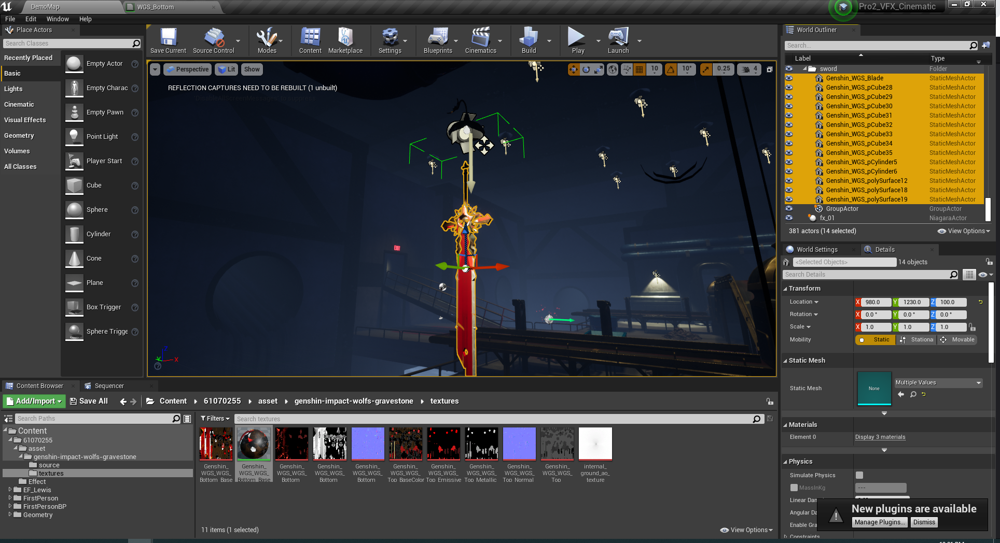 DemoMap
WGS_Bottom
Pro2_VFX_Cinematic
File Edit Window Help
Place Actors
Search Classes
Recently Placed
Basic
Lights
Cinematic
Visual Effects
Geometry
Volumes
All Classes
Empty Actor
Empty Charac
Empty Pawn
Point Light
Player Start
Cube
Sphere
Cylinder
Cone
Plane
Box Trigger
Sphere Trigge
Save Current
Source Control
Modes
Content
Marketplace
Settings
Blueprints
Cinematics
Build
Play
Launch
Perspective Lit Show
10 10° 0.25 4
REFLECTION CAPTURES NEED TO BE REBUILT (1 unbuilt)
'DisableAllScreenMessages' to suppress
EXIT
Z
Y X
World Outliner
Search...
Label Type
sword Folder
Genshin_WGS_Blade StaticMeshActor
Genshin_WGS_pCube28 StaticMeshActor
Genshin_WGS_pCube29 StaticMeshActor
Genshin_WGS_pCube30 StaticMeshActor
Genshin_WGS_pCube31 StaticMeshActor
Genshin_WGS_pCube32 StaticMeshActor
Genshin_WGS_pCube33 StaticMeshActor
Genshin_WGS_pCube34 StaticMeshActor
Genshin_WGS_pCube35 StaticMeshActor
Genshin_WGS_pCylinder5 StaticMeshActor
Genshin_WGS_pCylinder6 StaticMeshActor
Genshin_WGS_polySurface12 StaticMeshActor
Genshin_WGS_polySurface18 StaticMeshActor
Genshin_WGS_polySurface19 StaticMeshActor
GroupActor GroupActor
fx_01 NiagaraActor
381 actors (14 selected) View Options
World Settings Details
<Selected Objects> 14 objects
Search Details
Transform
Location X 980.0 Y 1230.0 Z 100.0
Rotation X 0.0 ° Y 0.0 ° Z 0.0 °
Scale X 1.0 Y 1.0 Z 1.0
Mobility Static Stationa Movable
Static Mesh
Static Mesh None Multiple Values
Materials
Element 0 Display 3 materials
Physics
Simulate Physics
MassInKg ---
Linear Dam
Angular Da
Enable Gra
Constraints
New plugins are available
Manage Plugins... Dismiss
Content Browser Sequencer
Add/Import Save All Content 61070255 asset genshin-impact-wolfs-gravestone textures
Search Paths
Content
61070255
asset
genshin-impact-wolfs-gravestone
source
textures
Effect
EF_Lewis
FirstPerson
FirstPersonBP
Geometry
Filters Search textures
Genshin_
WGS_WGS_
Bottom_Base
Genshin_
WGS_WGS_
Bottom_Base
Genshin_
WGS_WGS_
Bottom
Genshin_
WGS_WGS_
Bottom
Genshin_
WGS_WGS_
Bottom
Genshin_
WGS_WGS_
Top_BaseColor
Genshin_
WGS_WGS_
Top_Emissive
Genshin_
WGS_WGS_
Top_Metallic
Genshin_
WGS_WGS_
Top_Normal
Genshin_
WGS_WGS_
Top
internal_
ground_ao_
texture
11 items (1 selected) View Options